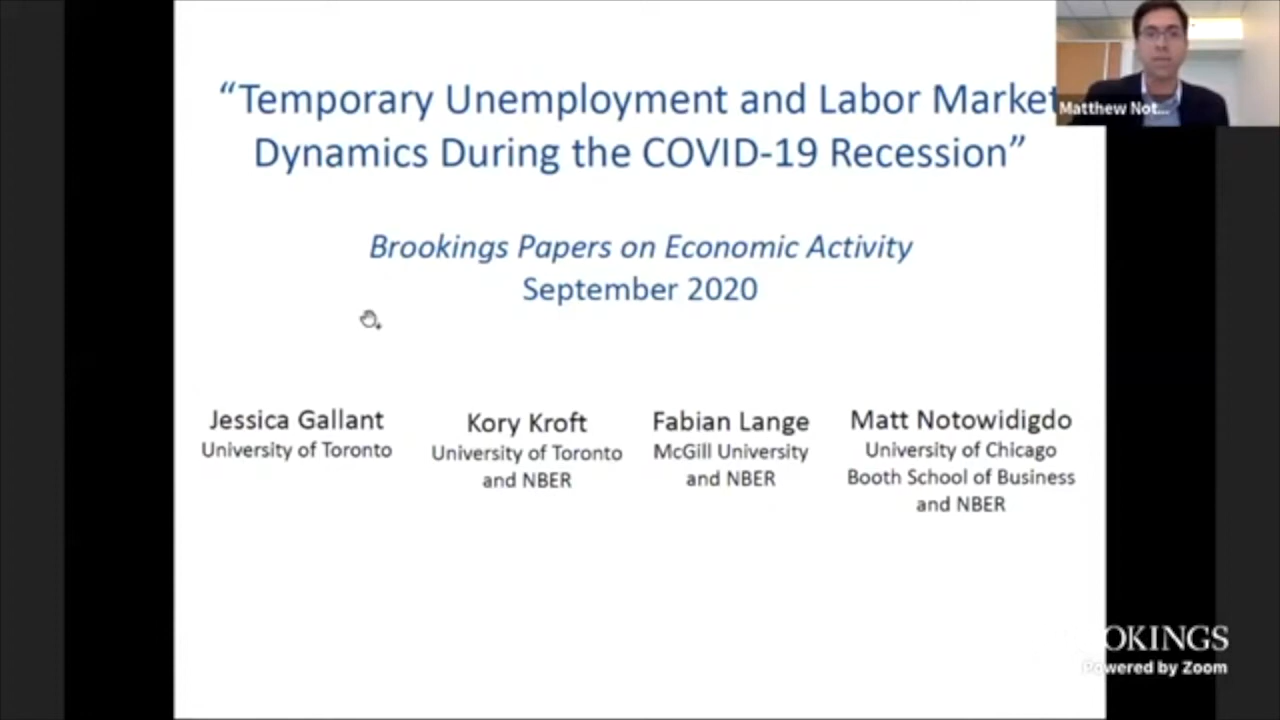 “Temporary Unemployment and Labor Market
Dynamics During the COVID-19 Recession”
Matthew Not...
Brookings Papers on Economic Activity
September 2020
Jessica Gallant
University of Toronto
Kory Kroft
University of Toronto
and NBER
Fabian Lange
McGill University
and NBER
Matt Notowidigdo
University of Chicago
Booth School of Business
and NBER
OKINGS
Powered by Zoom